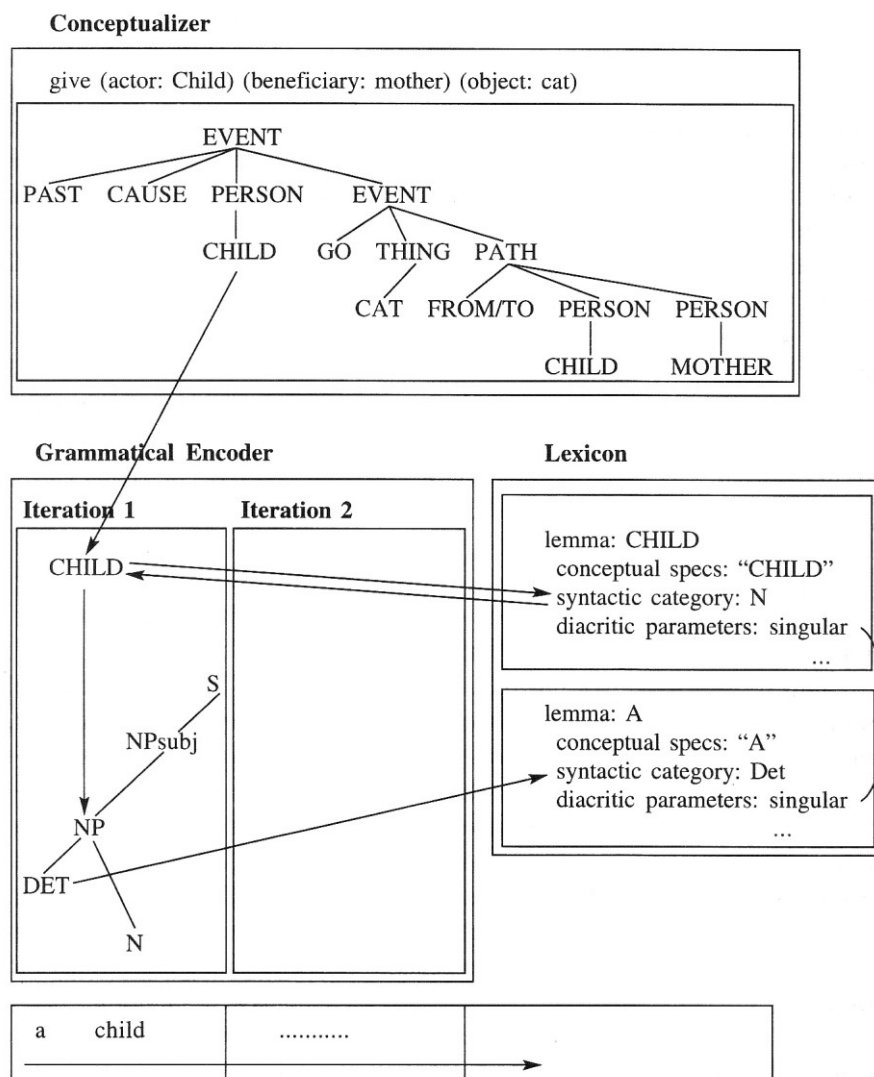 Conceptualizer
give (actor: Child) (beneficiary: mother) (object: cat)
EVENT
PAST CAUSE PERSON EVENT
CHILD GO THING PATH
CAT FROM/TO PERSON PERSON
CHILD MOTHER
Grammatical Encoder
Iteration 1 Iteration 2
CHILD
S
NPsubj
NP
DET
N
Lexicon
lemma: CHILD
conceptual specs: “CHILD”
syntactic category: N
diacritic parameters: singular
...
lemma: A
conceptual specs: “A”
syntactic category: Det
diacritic parameters: singular
...
a child ...........